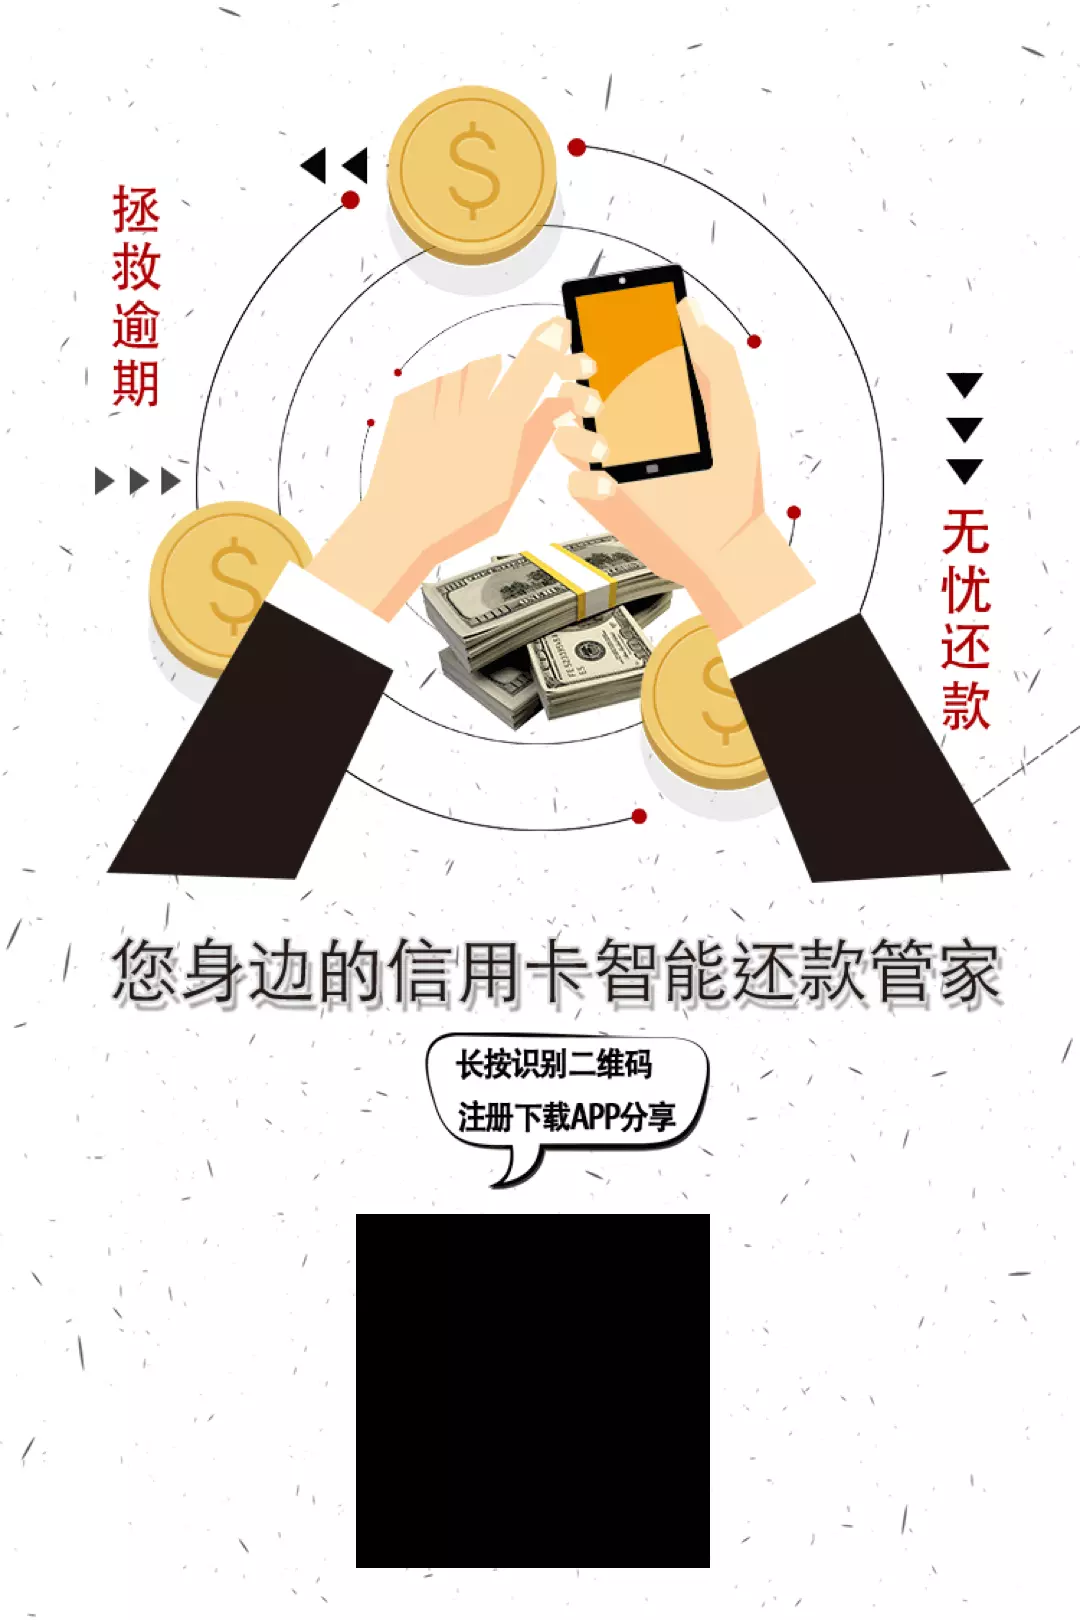 拯救逾期
无忧还款
您身边的信用卡智能还款管家
长按识别二维码
注册下载APP分享